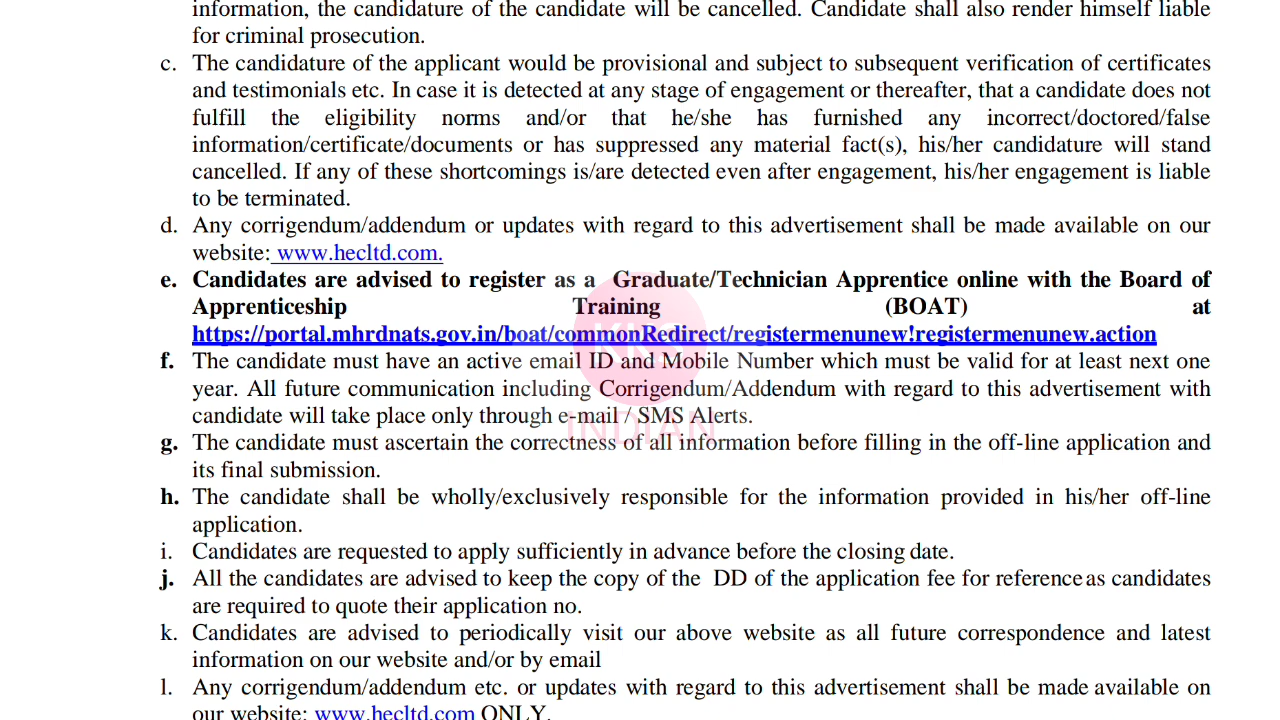 information, the candidature of the candidate will be cancelled. Candidate shall also render himself liable
for criminal prosecution.
c. The candidature of the applicant would be provisional and subject to subsequent verification of certificates
and testimonials etc. In case it is detected at any stage of engagement or thereafter, that a candidate does not
fulfill the eligibility norms and/or that he/she has furnished any incorrect/doctored/false
information/certificate/documents or has suppressed any material fact(s), his/her candidature will stand
cancelled. If any of these shortcomings is/are detected even after engagement, his/her engagement is liable
to be terminated.
d. Any corrigendum/addendum or updates with regard to this advertisement shall be made available on our
website: www.hecltd.com.
e. Candidates are advised to register as a Graduate/Technician Apprentice online with the Board of
Apprenticeship Training (BOAT) at
https://portal.mhrdnats.gov.in/boat/commonRedirect/registermenunew!registermenunew.action
f. The candidate must have an active email ID and Mobile Number which must be valid for at least next one
year. All future communication including Corrigendum/Addendum with regard to this advertisement with
candidate will take place only through e-mail / SMS Alerts.
INDIAN
g. The candidate must ascertain the correctness of all information before filling in the off-line application and
its final submission.
h. The candidate shall be wholly/exclusively responsible for the information provided in his/her off-line
application.
i. Candidates are requested to apply sufficiently in advance before the closing date.
j. All the candidates are advised to keep the copy of the DD of the application fee for reference as candidates
are required to quote their application no.
k. Candidates are advised to periodically visit our above website as all future correspondence and latest
information on our website and/or by email
l. Any corrigendum/addendum etc. or updates with regard to this advertisement shall be made available on
our website: www.hecltd.com ONLY.